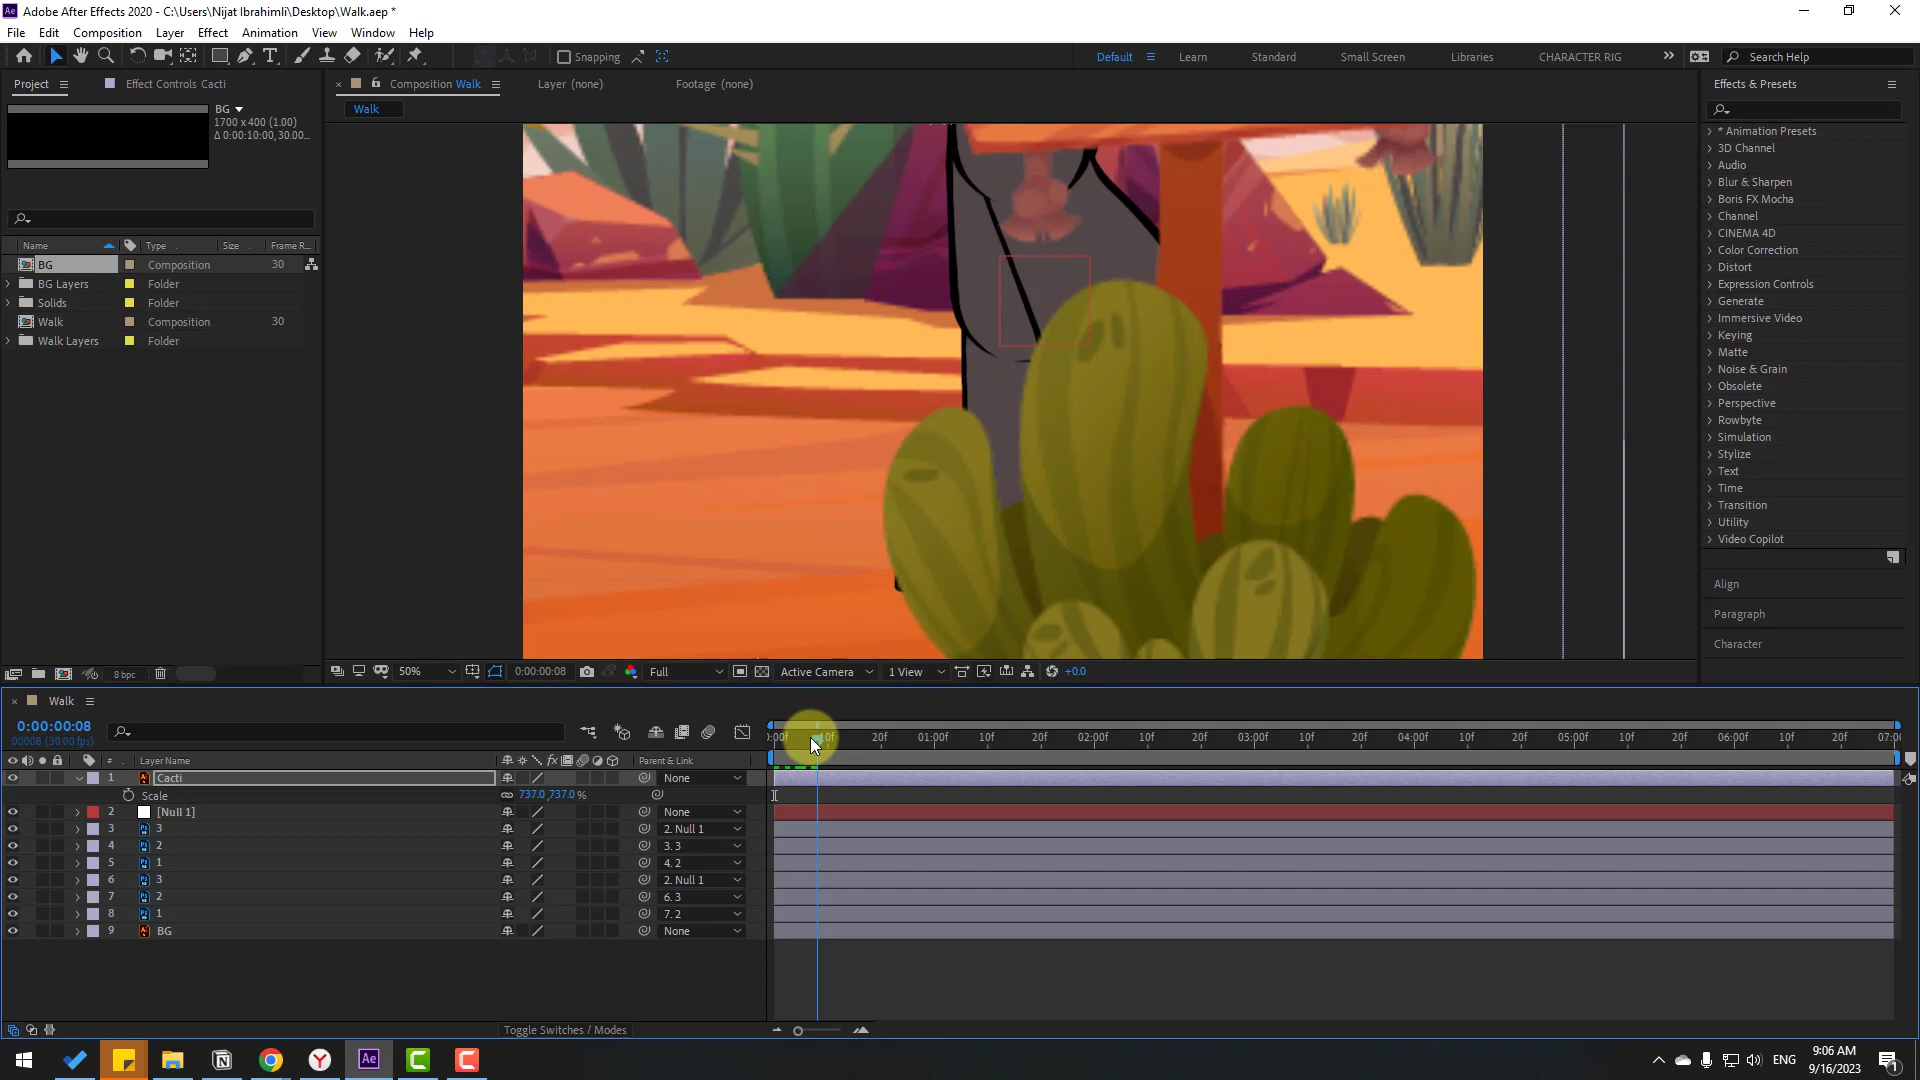 Adobe After Effects 2020 - C:\Users\Nijat Ibrahimli\Desktop\Walk.aep *
File Edit Composition Layer Effect Animation View Window Help
Snapping
Default Learn Standard Small Screen Libraries CHARACTER RIG Search Help
Project Effect Controls Cacti
Composition Walk Layer (none) Footage (none)
Effects & Presets
BG
1700 x 400 (1.00)
Δ 0:00:10:00, 30.00...
Walk
Name Type Size Frame R...
BG Composition 30
BG Layers Folder
Solids Folder
Walk Composition 30
Walk Layers Folder
* Animation Presets
3D Channel
Audio
Blur & Sharpen
Boris FX Mocha
Channel
CINEMA 4D
Color Correction
Distort
Expression Controls
Generate
Immersive Video
Keying
Matte
Noise & Grain
Obsolete
Perspective
Rowbyte
Simulation
Stylize
Text
Time
Transition
Utility
Video Copilot
Align
Paragraph
Character
8 bpc
50% 0:00:00:08 Full Active Camera 1 View +0.0
Walk
0:00:00:08
00008 (30.00 fps)
:00f 10f 20f 01:00f 10f 20f 02:00f 10f 20f 03:00f 10f 20f 04:00f 10f 20f 05:00f 10f 20f 06:00f 10f 20f 07:0
# Layer Name Parent & Link
1 Cacti None
Scale 737.0,737.0 %
2 [Null 1] None
3 3 2. Null 1
4 2 3. 3
5 1 4. 2
6 3 2. Null 1
7 2 6. 3
8 1 7. 2
9 BG None
Toggle Switches / Modes
ENG
9:06 AM
9/16/2023
1